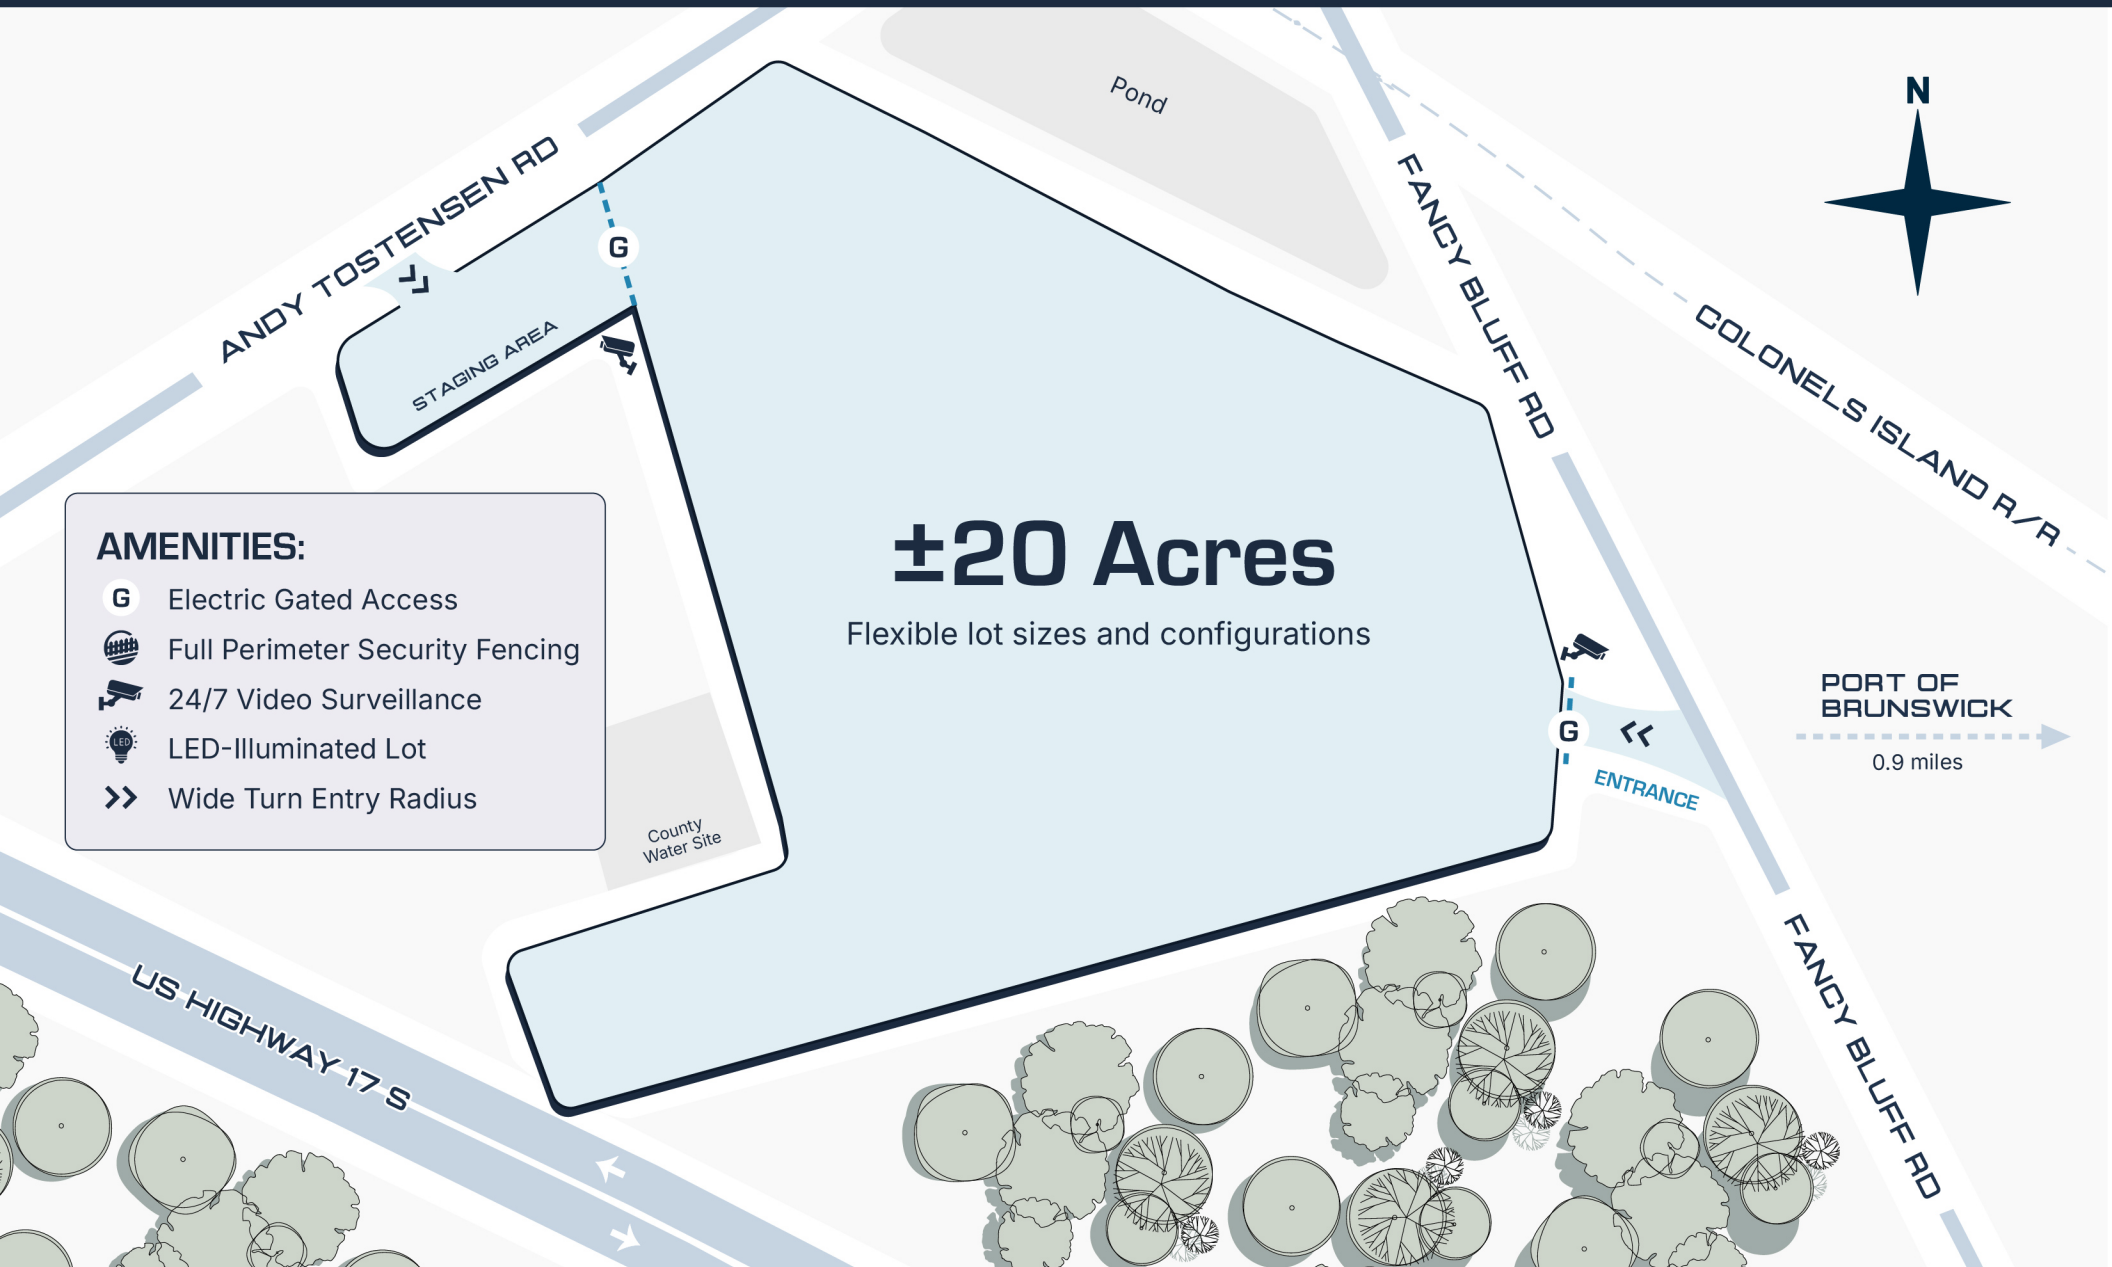 Pond
N
ANDY TOSTENSEN RD
G
STAGING AREA
FANCY BLUFF RD
COLONELS ISLAND R/R
±20 Acres
Flexible lot sizes and configurations
AMENITIES:
G Electric Gated Access
Full Perimeter Security Fencing
24/7 Video Surveillance
LED LED-Illuminated Lot
Wide Turn Entry Radius
PORT OF
BRUNSWICK
0.9 miles
G
ENTRANCE
County
Water Site
US HIGHWAY 17 S
FANCY BLUFF RD